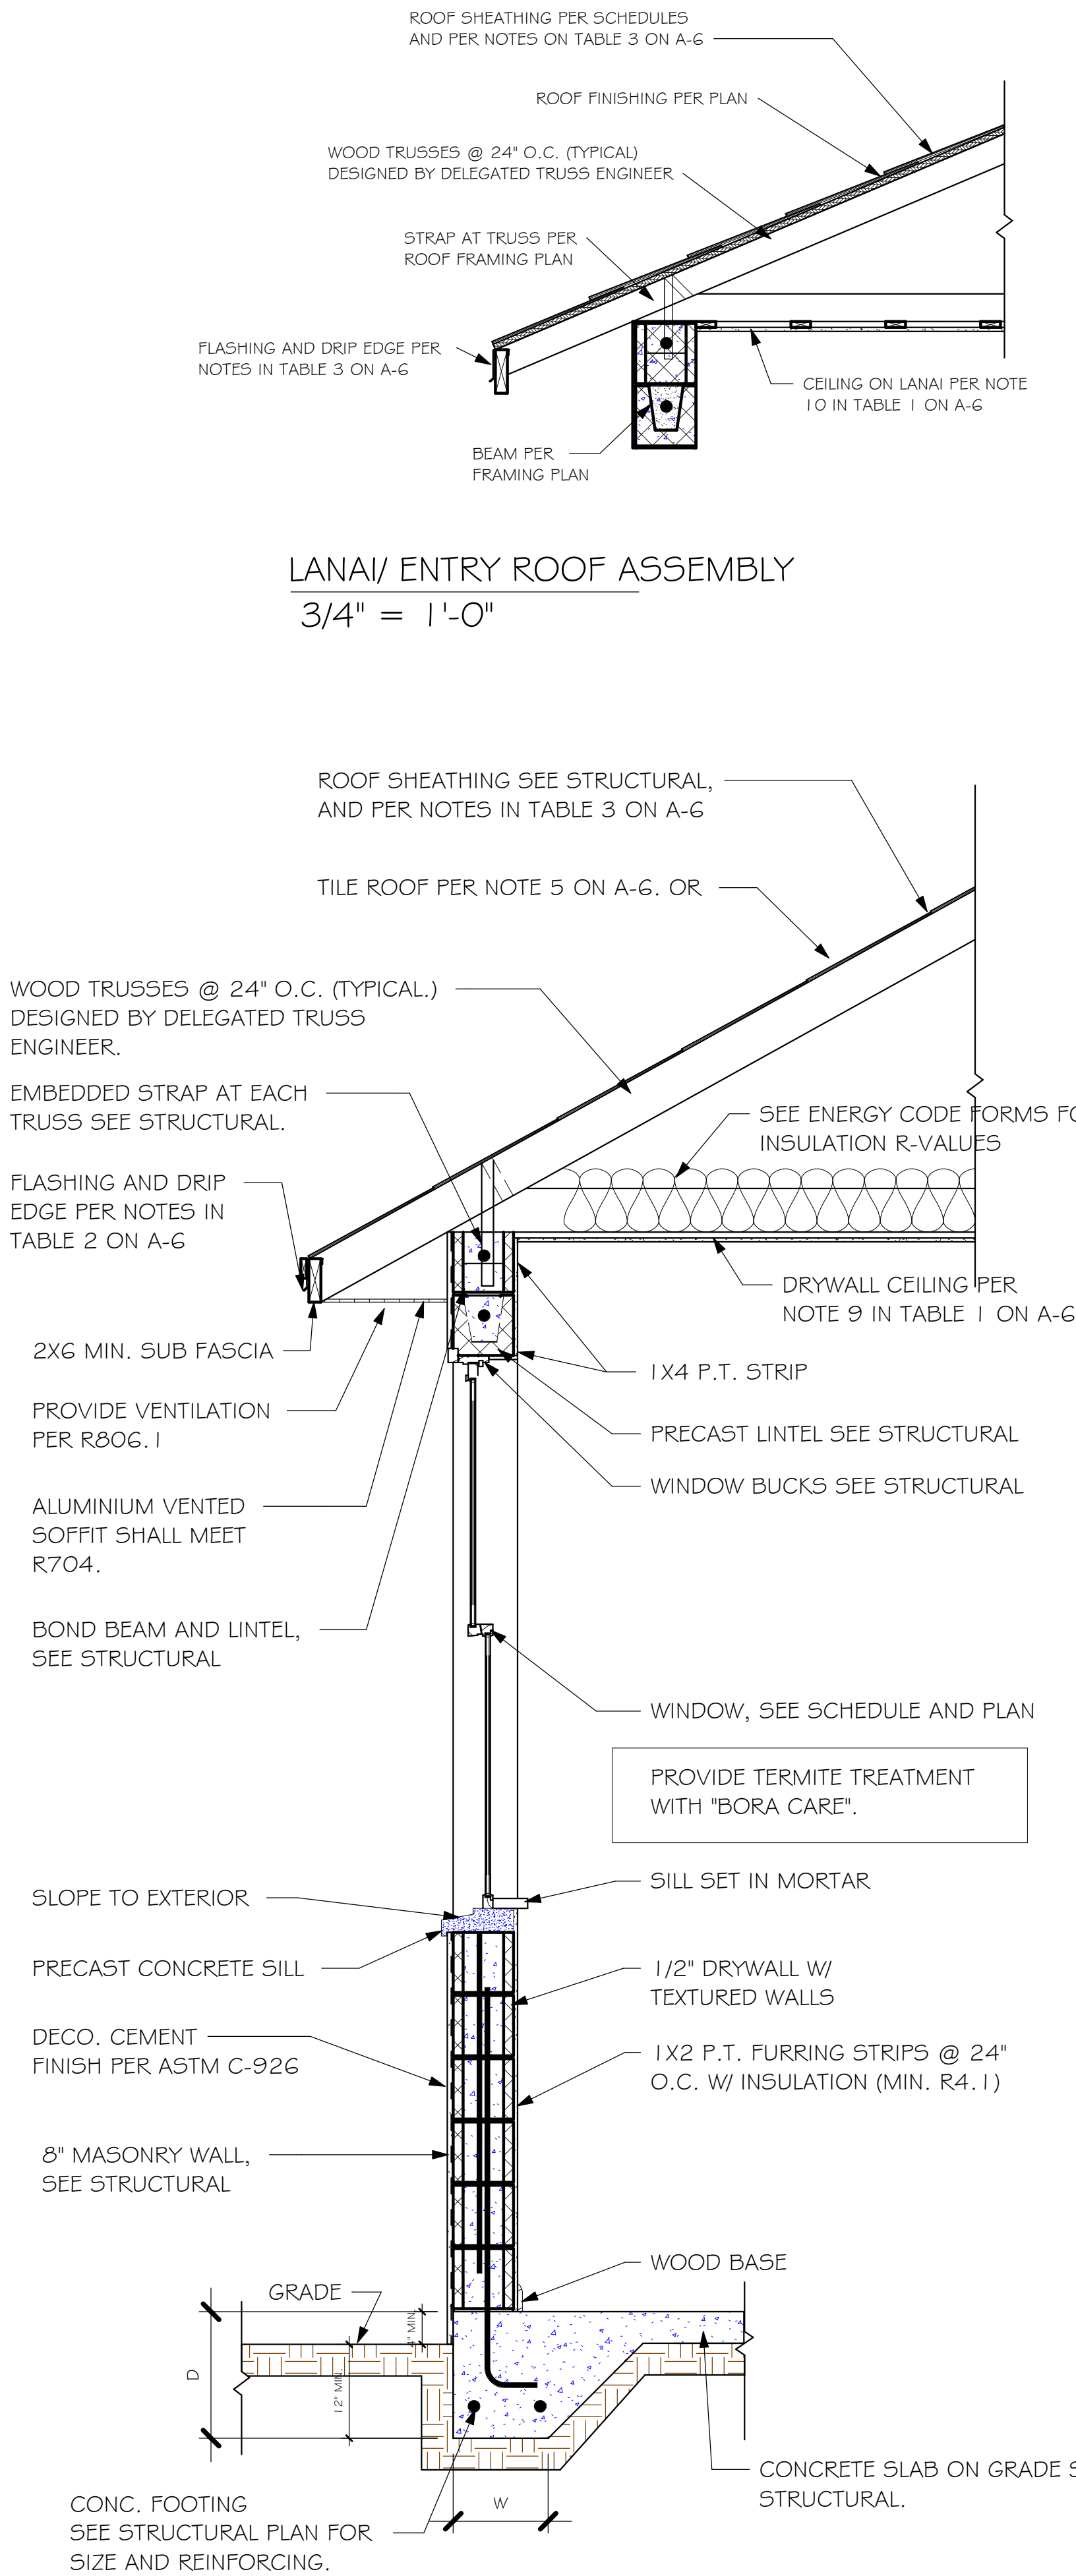 ROOF SHEATHING PER SCHEDULES
AND PER NOTES ON TABLE 3 ON A-6
ROOF FINISHING PER PLAN
WOOD TRUSSES @ 24" O.C. (TYPICAL)
DESIGNED BY DELEGATED TRUSS ENGINEER
STRAP AT TRUSS PER
ROOF FRAMING PLAN
FLASHING AND DRIP EDGE PER
NOTES IN TABLE 3 ON A-6
CEILING ON LANAI PER NOTE
10 IN TABLE 1 ON A-6
BEAM PER
FRAMING PLAN
LANAI/ ENTRY ROOF ASSEMBLY
3/4" = 1'-0"
ROOF SHEATHING SEE STRUCTURAL,
AND PER NOTES IN TABLE 3 ON A-6
TILE ROOF PER NOTE 5 ON A-6. OR
WOOD TRUSSES @ 24" O.C. (TYPICAL.)
DESIGNED BY DELEGATED TRUSS
ENGINEER.
EMBEDDED STRAP AT EACH
TRUSS SEE STRUCTURAL.
SEE ENERGY CODE FORMS FO
INSULATION R-VALUES
FLASHING AND DRIP
EDGE PER NOTES IN
TABLE 2 ON A-6
DRYWALL CEILING PER
NOTE 9 IN TABLE 1 ON A-6
2X6 MIN. SUB FASCIA
1X4 P.T. STRIP
PROVIDE VENTILATION
PER R806.1
PRECAST LINTEL SEE STRUCTURAL
WINDOW BUCKS SEE STRUCTURAL
ALUMINIUM VENTED
SOFFIT SHALL MEET
R704.
BOND BEAM AND LINTEL,
SEE STRUCTURAL
WINDOW, SEE SCHEDULE AND PLAN
PROVIDE TERMITE TREATMENT
WITH "BORA CARE".
SILL SET IN MORTAR
SLOPE TO EXTERIOR
PRECAST CONCRETE SILL
1/2" DRYWALL W/
TEXTURED WALLS
DECO. CEMENT
FINISH PER ASTM C-926
1X2 P.T. FURRING STRIPS @ 24"
O.C. W/ INSULATION (MIN. R4.1)
8" MASONRY WALL,
SEE STRUCTURAL
WOOD BASE
GRADE
4" MIN.
D
12" MIN.
W
CONCRETE SLAB ON GRADE S
STRUCTURAL.
CONC. FOOTING
SEE STRUCTURAL PLAN FOR
SIZE AND REINFORCING.